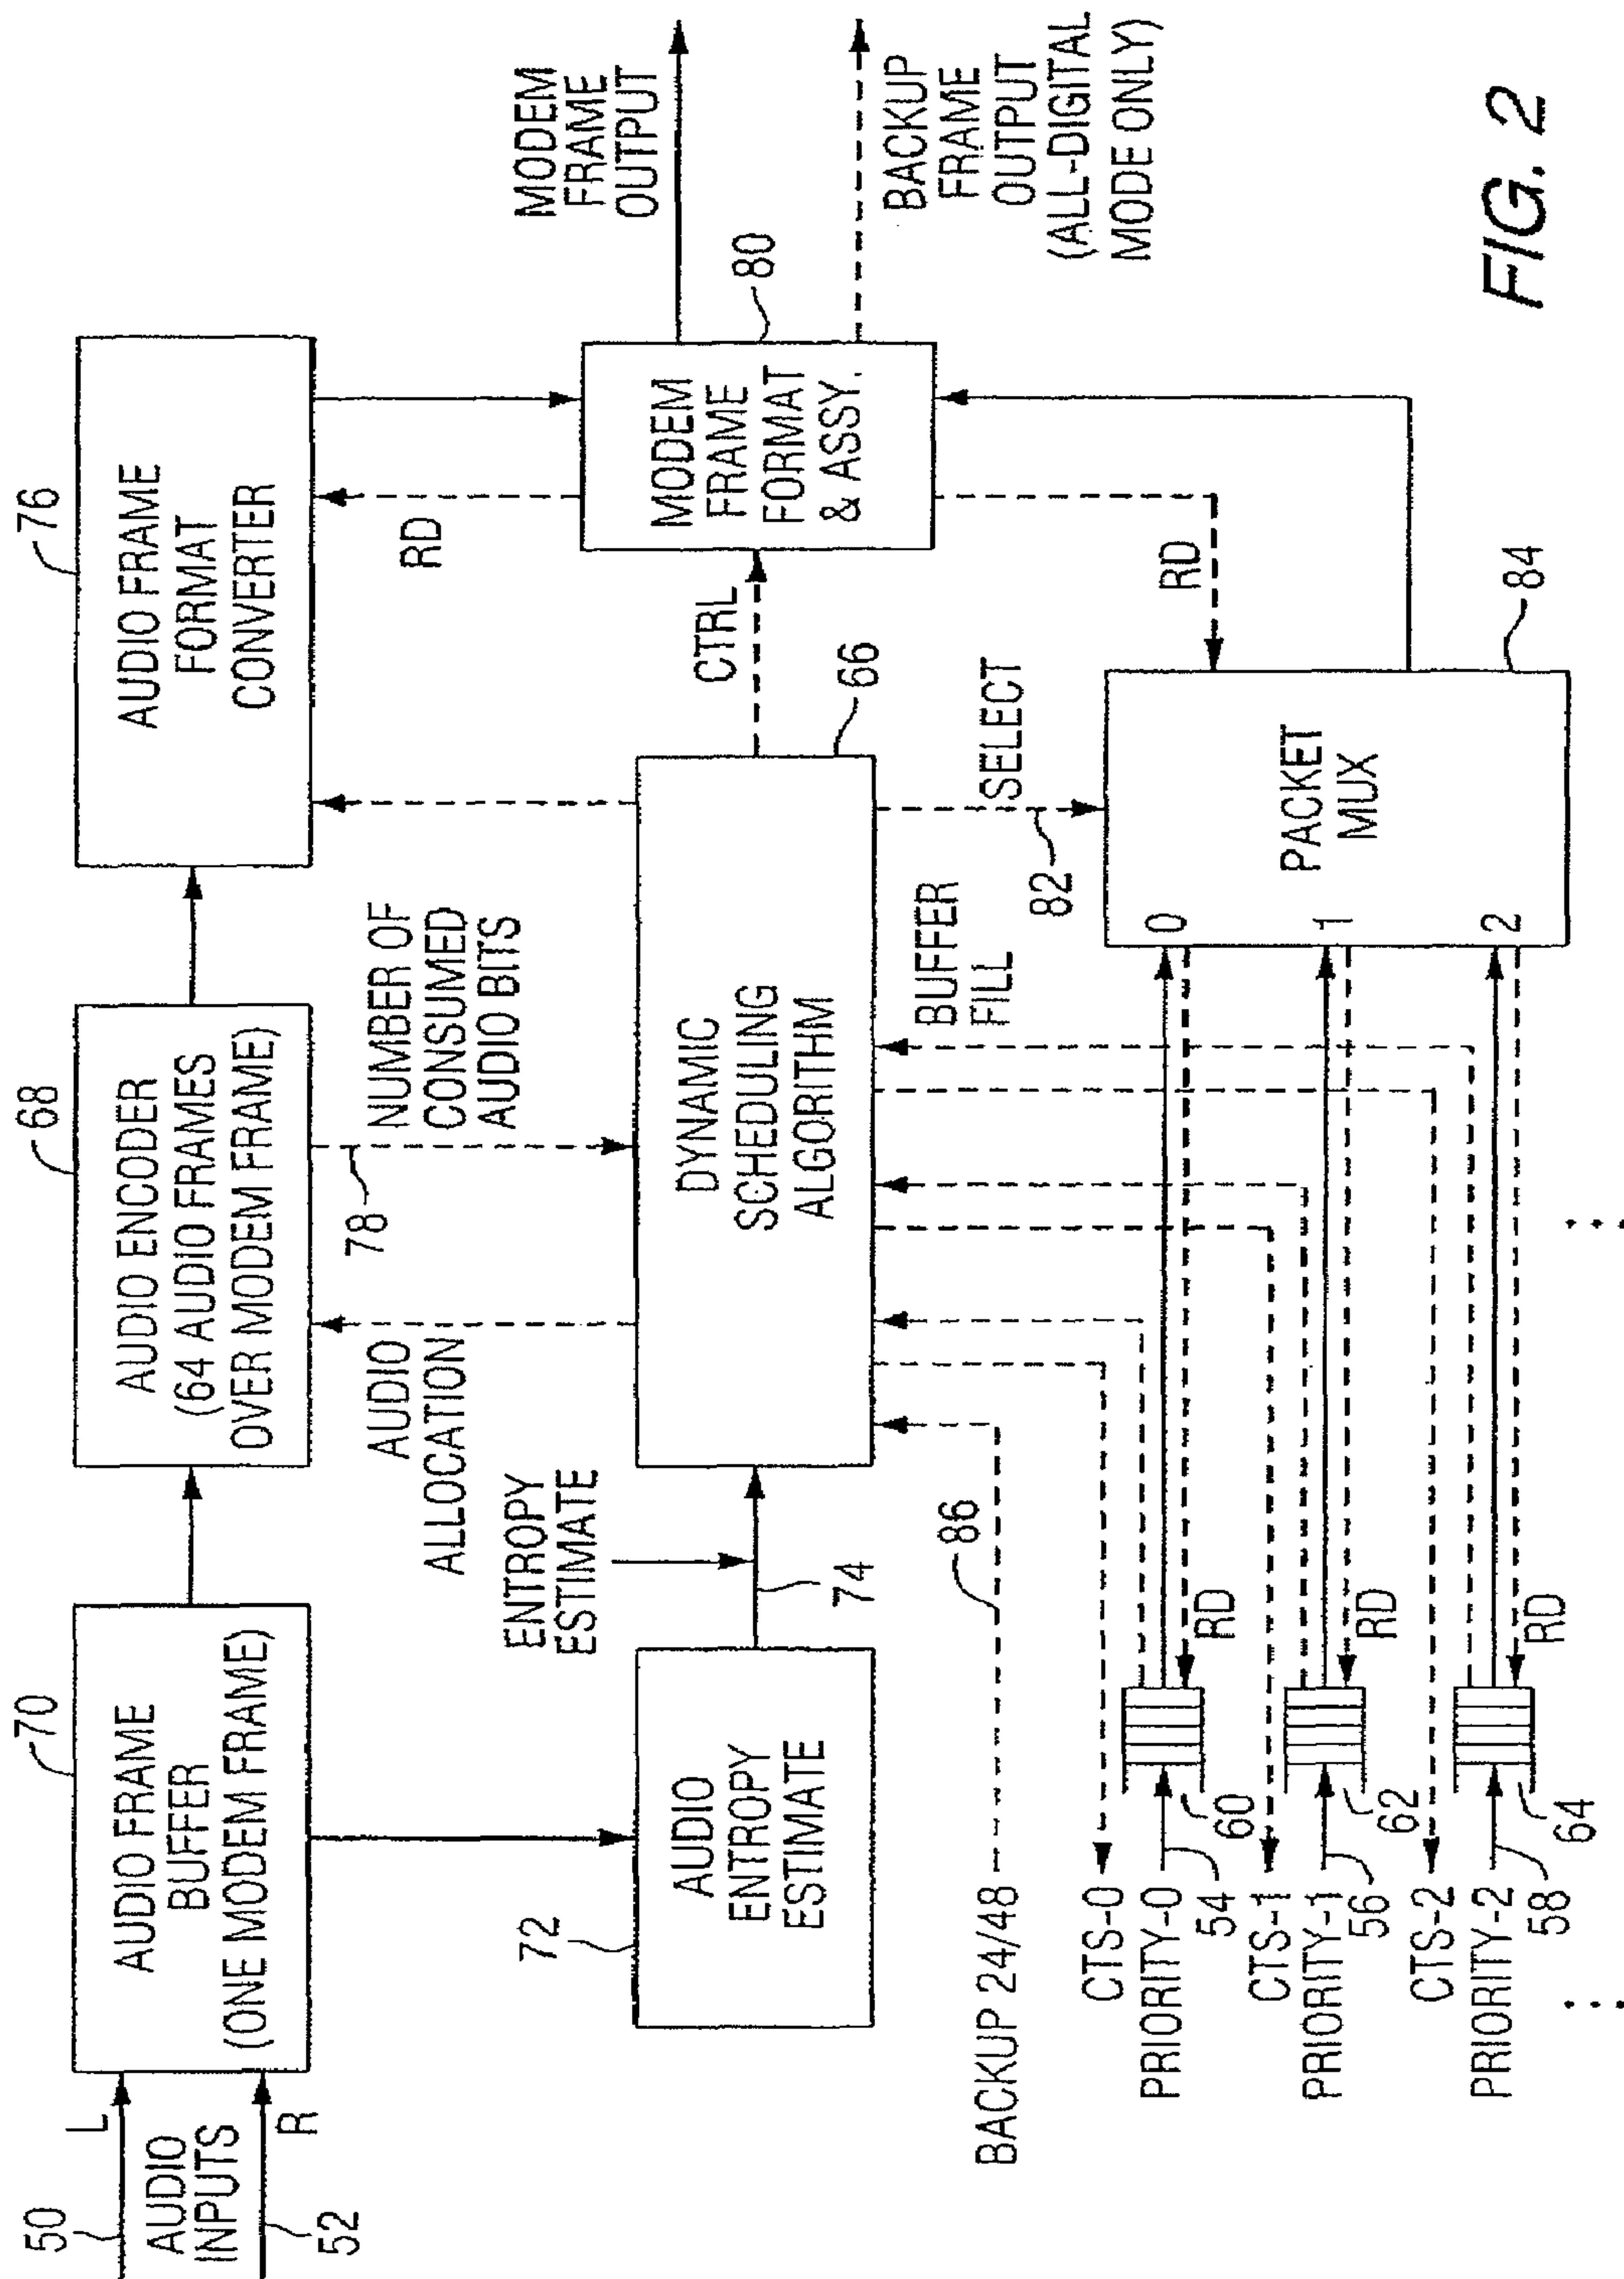 50
L
AUDIO
INPUTS
R
52
70
AUDIO FRAME
BUFFER
(ONE MODEM FRAME)
68
AUDIO ENCODER
(64 AUDIO FRAMES
OVER MODEM FRAME)
76
AUDIO FRAME
FORMAT
CONVERTER
AUDIO
ALLOCATION
78
NUMBER OF
CONSUMED
AUDIO BITS
RD
MODEM
FRAME
OUTPUT
72
AUDIO
ENTROPY
ESTIMATE
ENTROPY
ESTIMATE
74
DYNAMIC
SCHEDULING
ALGORITHM
66
CTRL
MODEM
FRAME
FORMAT
& ASSY.
80
BACKUP
FRAME
OUTPUT
(ALL-DIGITAL
MODE ONLY)
BACKUP 24/48
86
BUFFER
FILL
82
SELECT
RD
CTS-0
PRIORITY-0
54
60
RD
0
CTS-1
PRIORITY-1
56
62
RD
1
CTS-2
PRIORITY-2
58
64
RD
2
PACKET
MUX
84
FIG. 2